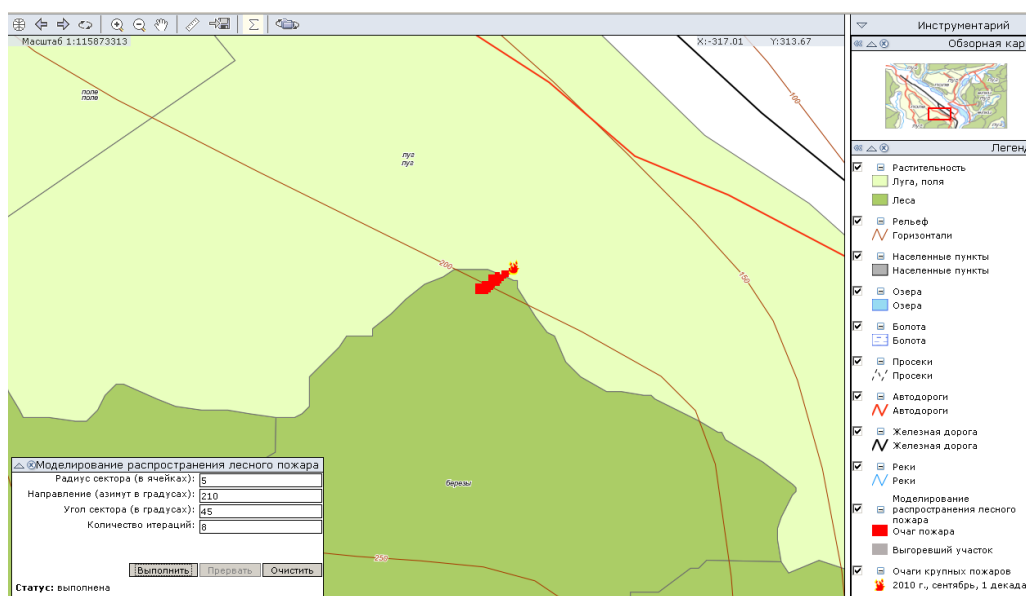 Масштаб 1:115873313
X:-317.01 Y:313.67
поле
поле
луга
луга
100
200
150
березы
250
Моделирование распространения лесного пожара
Радиус сектора (в ячейках): 5
Направление (азинут в градусах): 210
Угол сектора (в градусах): 45
Количество итераций: 8
Выполнить Прервать Очистить
Статус: выполнена
Инструментарий
Обзорная кар
Леген
Растительность
Луга, поля
Леса
Рельеф
Горизонтали
Населенные пункты
Населенные пункты
Озера
Озера
Болота
Болота
Просеки
Просеки
Автодороги
Автодороги
Железная дорога
Железная дорога
Реки
Реки
Моделирование
распространения лесного
пожара
Очаг пожара
Выгоревший участок
Очаги крупных пожаров
2010 г., сентябрь, 1 декада